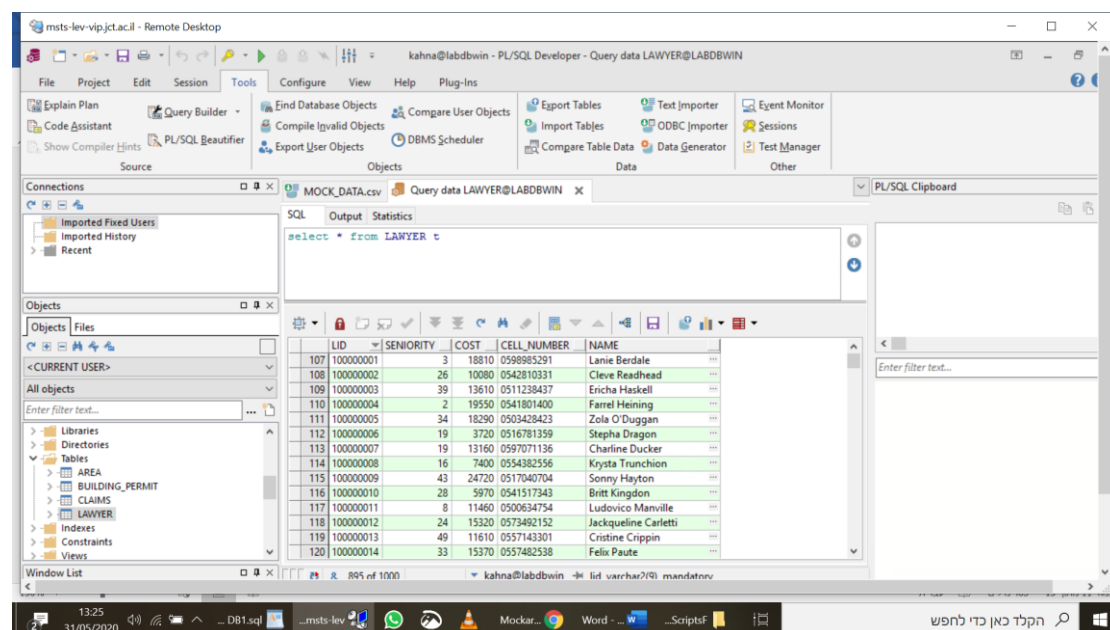 msts-lev-vip.jct.ac.il - Remote Desktop
kahna@labdbwin - PL/SQL Developer - Query data LAWYER@LABDBWIN
File Project Edit Session Tools Configure View Help Plug-Ins
Explain Plan Query Builder Find Database Objects Compare User Objects Export Tables Text Importer Event Monitor
Code Assistant PL/SQL Beautifier Compile Invalid Objects DBMS Scheduler Import Tables ODBC Importer Sessions
Show Compiler Hints Export User Objects Compare Table Data Data Generator Test Manager
Source Objects Data Other
Connections
Imported Fixed Users
Imported History
Recent
MOCK_DATA.csv Query data LAWYER@LABDBWIN
PL/SQL Clipboard
SQL Output Statistics
select * from LAWYER t
Objects
Objects Files
<CURRENT USER>
All objects
Enter filter text...
Libraries
Directories
Tables
AREA
BUILDING_PERMIT
CLAIMS
LAWYER
Indexes
Constraints
Views
Window List
LID SENIORITY COST CELL_NUMBER NAME
107 100000001 3 18810 0598985291 Lanie Berdale
108 100000002 26 10080 0542810331 Cleve Readhead
109 100000003 39 13610 0511238437 Ericha Haskell
110 100000004 2 19550 0541801400 Farrel Heining
111 100000005 34 18290 0503428423 Zola O'Duggan
112 100000006 19 3720 0516781359 Stepha Dragon
113 100000007 19 13160 0597071136 Charline Ducker
114 100000008 16 7400 0554382556 Krysta Trunchion
115 100000009 43 24720 0517040704 Sonny Hayton
116 100000010 28 5970 0541517343 Britt Kingdon
117 100000011 8 11460 0500634754 Ludovico Manville
118 100000012 24 15320 0573492152 Jackqueline Carletti
119 100000013 49 11610 0557143301 Cristine Crippin
120 100000014 33 15370 0557482538 Felix Paute
Enter filter text...
895 of 1000 kahna@labdbwin lid varchar2(9) mandatory
13:25
31/05/2020
... DB1.sql
...msts-lev
Mockar...
Word - ...
...ScriptsF
הקלד כאן כדי לחפש